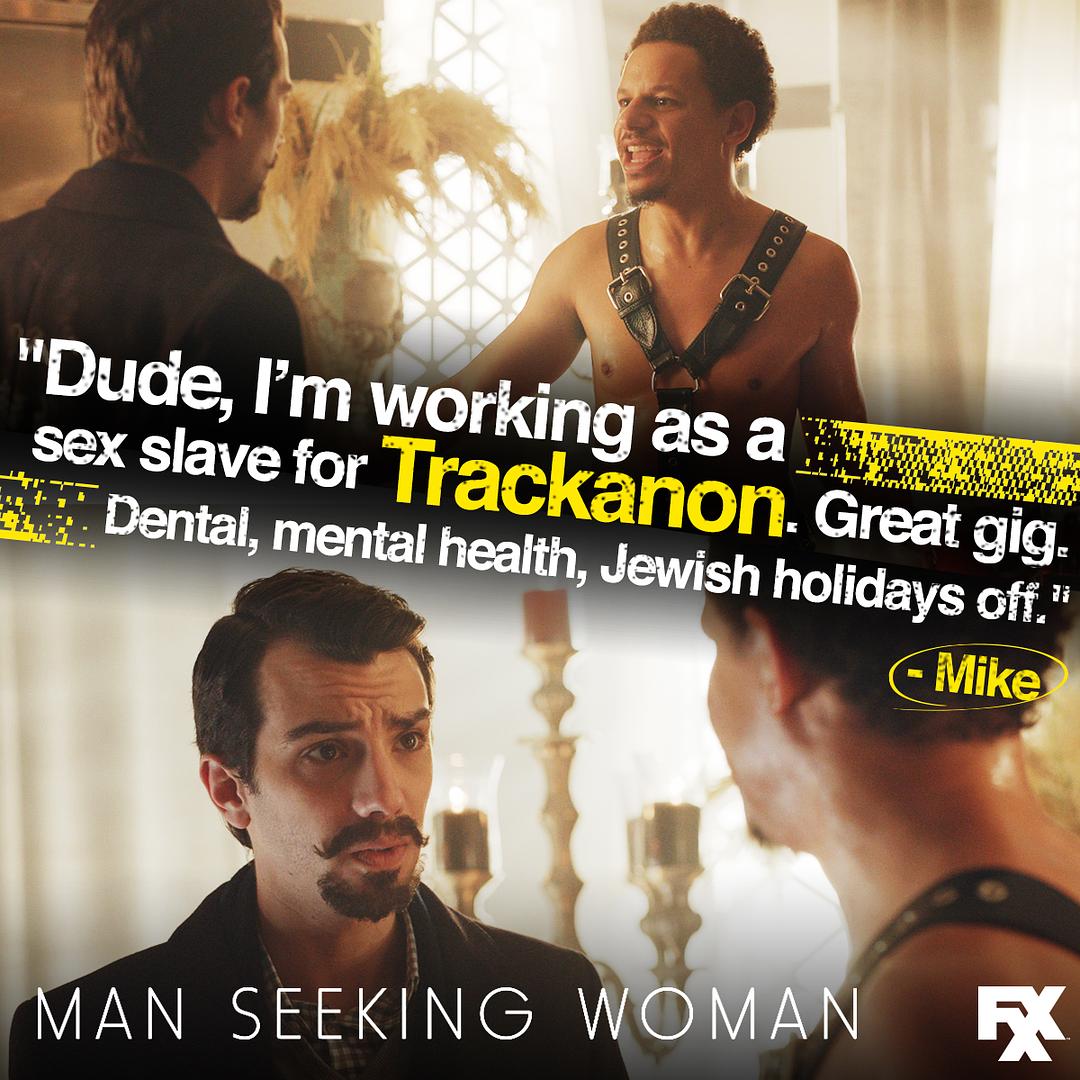 "Dude, I'm working as a
sex slave for Trackanon. Great gig.
Dental, mental health, Jewish holidays off."
- Mike
MAN SEEKING WOMAN
FXX